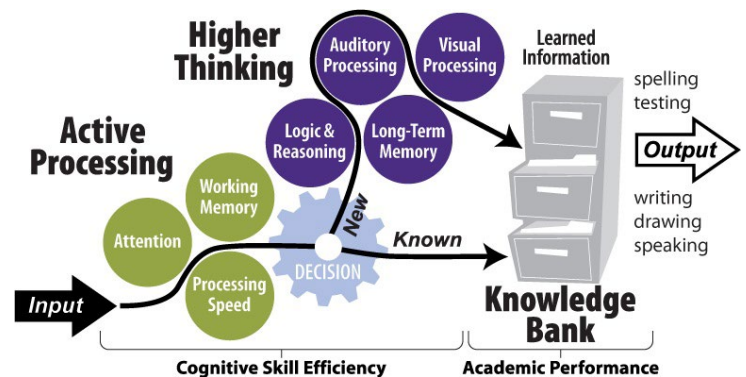 Higher
Thinking
Auditory
Processing
Visual
Processing
Learned
Information
Logic &
Reasoning
Long-Term
Memory
spelling
testing
Active
Processing
Working
Memory
Attention
Processing
Speed
Input
DECISION
New
Known
Output
writing
drawing
speaking
Knowledge
Bank
Cognitive Skill Efficiency
Academic Performance